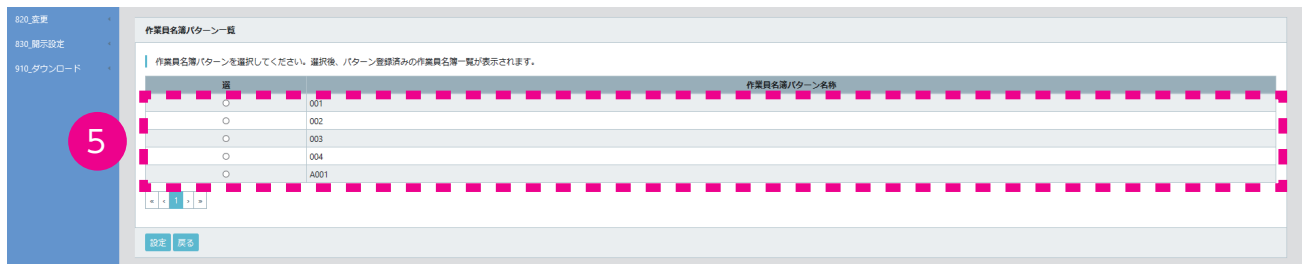 820_変更
830_開示設定
910_ダウンロード
作業員名簿パターン一覧
作業員名簿パターンを選択してください。選択後、パターン登録済みの作業員名簿一覧が表示されます。
選 作業員名簿パターン名称
001
002
003
004
A001
5
« ‹ 1 › »
設定 戻る